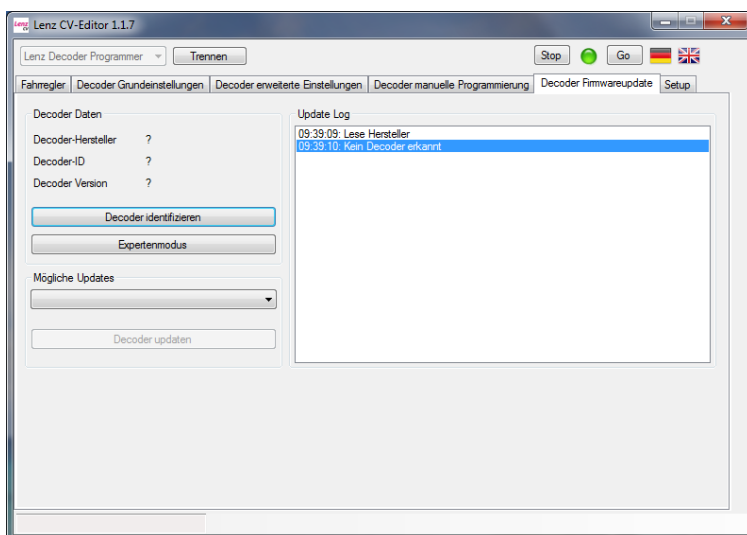 Lenz CV-Editor 1.1.7
Lenz Decoder Programmer Trennen Stop Go
Fahrregler Decoder Grundeinstellungen Decoder erweiterte Einstellungen Decoder manuelle Programmierung Decoder Firmwareupdate Setup
Decoder Daten
Decoder-Hersteller ?
Decoder-ID ?
Decoder Version ?
Decoder identifizieren
Expertenmodus
Mögliche Updates
Decoder updaten
Update Log
09:39:09: Lese Hersteller
09:39:10: Kein Decoder erkannt